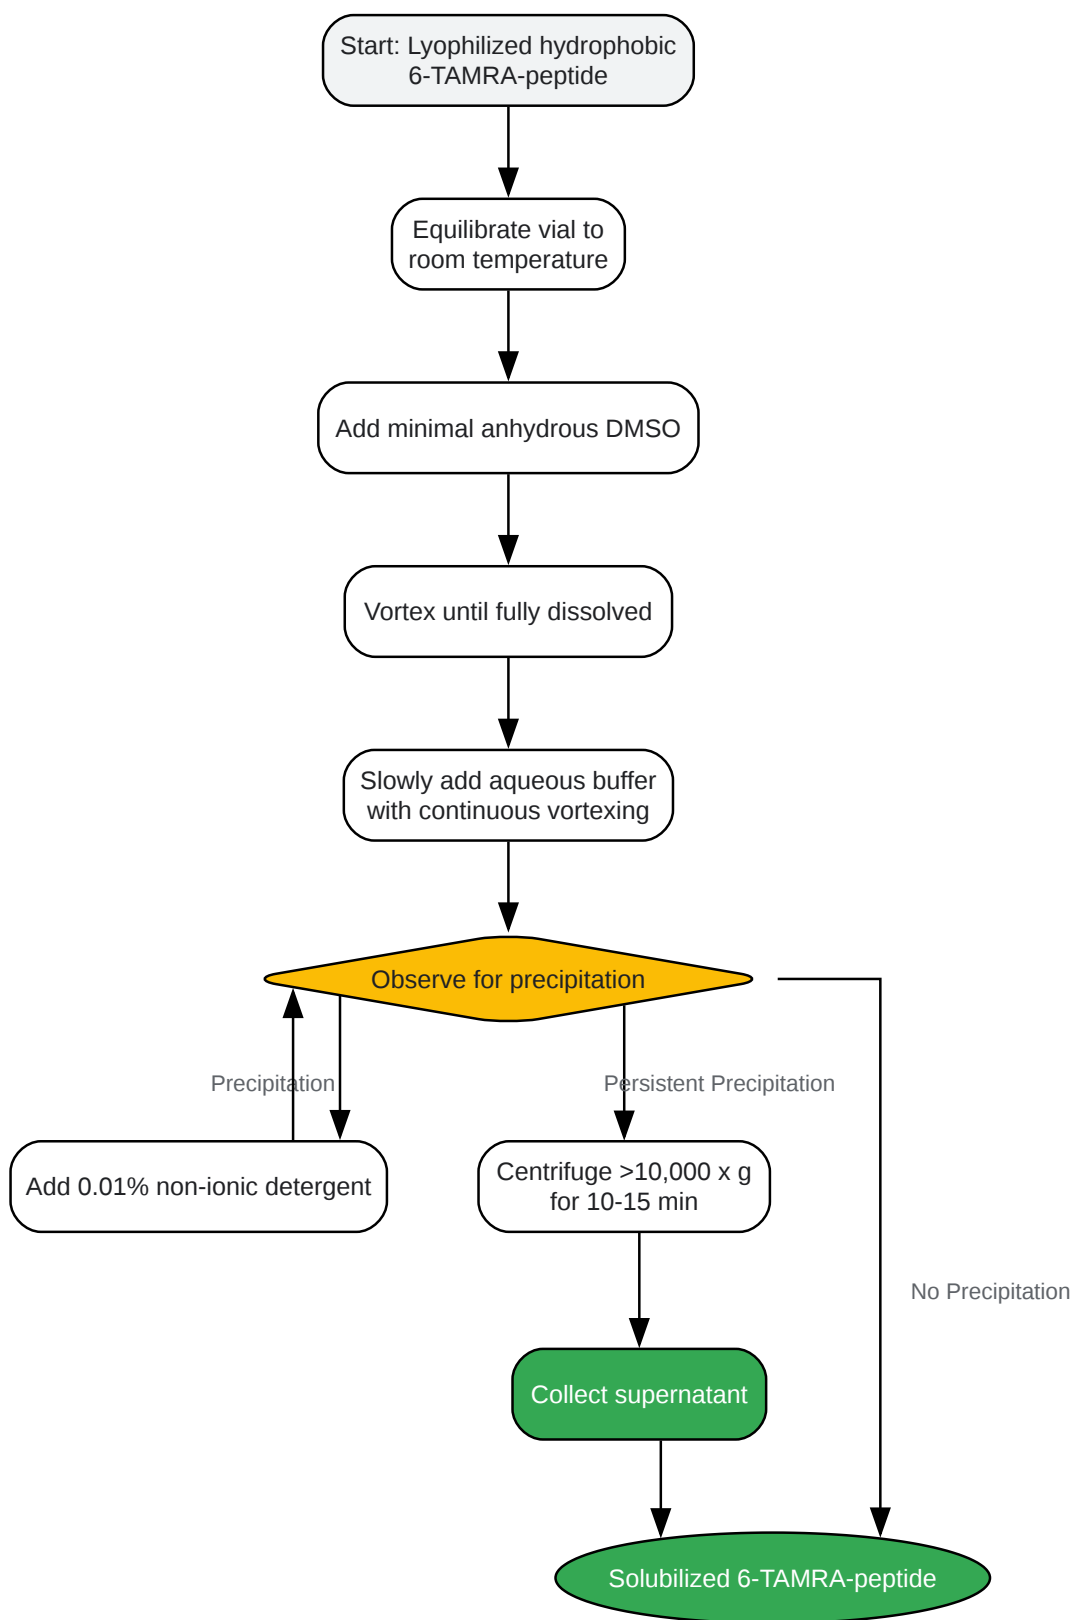 Start: Lyophilized hydrophobic
6-TAMRA-peptide
Equilibrate vial to
room temperature
Add minimal anhydrous DMSO
Vortex until fully dissolved
Slowly add aqueous buffer
with continuous vortexing
Observe for precipitation
Precipitation
Persistent Precipitation
Add 0.01% non-ionic detergent
Centrifuge >10,000 x g
for 10-15 min
No Precipitation
Collect supernatant
Solubilized 6-TAMRA-peptide